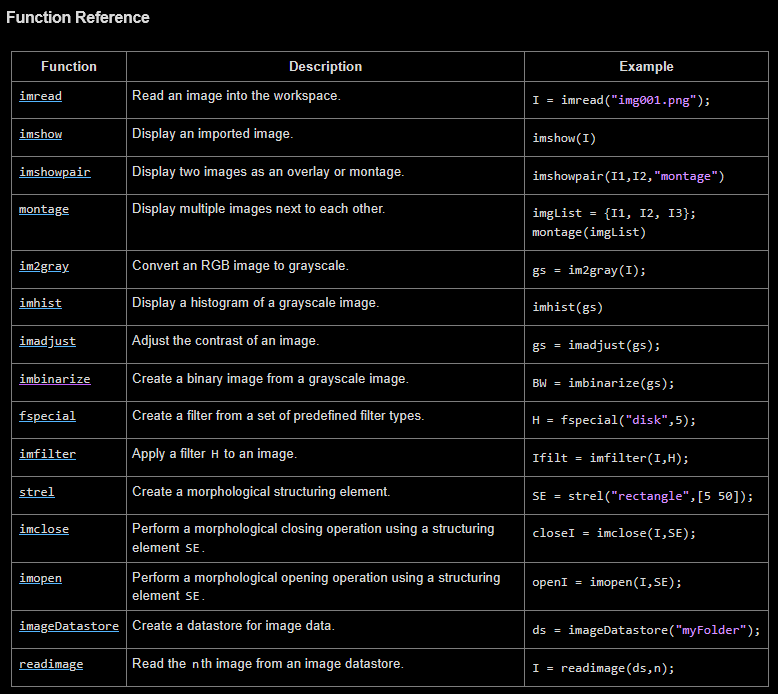 Function Reference
Function Description Example
imread Read an image into the workspace. I = imread("img001.png");
imshow Display an imported image. imshow(I)
imshowpair Display two images as an overlay or montage. imshowpair(I1,I2,"montage")
montage Display multiple images next to each other. imgList = {I1, I2, I3};
montage(imgList)
im2gray Convert an RGB image to grayscale. gs = im2gray(I);
imhist Display a histogram of a grayscale image. imhist(gs)
imadjust Adjust the contrast of an image. gs = imadjust(gs);
imbinarize Create a binary image from a grayscale image. BW = imbinarize(gs);
fspecial Create a filter from a set of predefined filter types. H = fspecial("disk",5);
imfilter Apply a filter H to an image. Ifilt = imfilter(I,H);
strel Create a morphological structuring element. SE = strel("rectangle",[5 50]);
imclose Perform a morphological closing operation using a structuring closeI = imclose(I,SE);
element SE.
imopen Perform a morphological opening operation using a structuring openI = imopen(I,SE);
element SE.
imageDatastore Create a datastore for image data. ds = imageDatastore("myFolder");
readimage Read the nth image from an image datastore. I = readimage(ds,n);